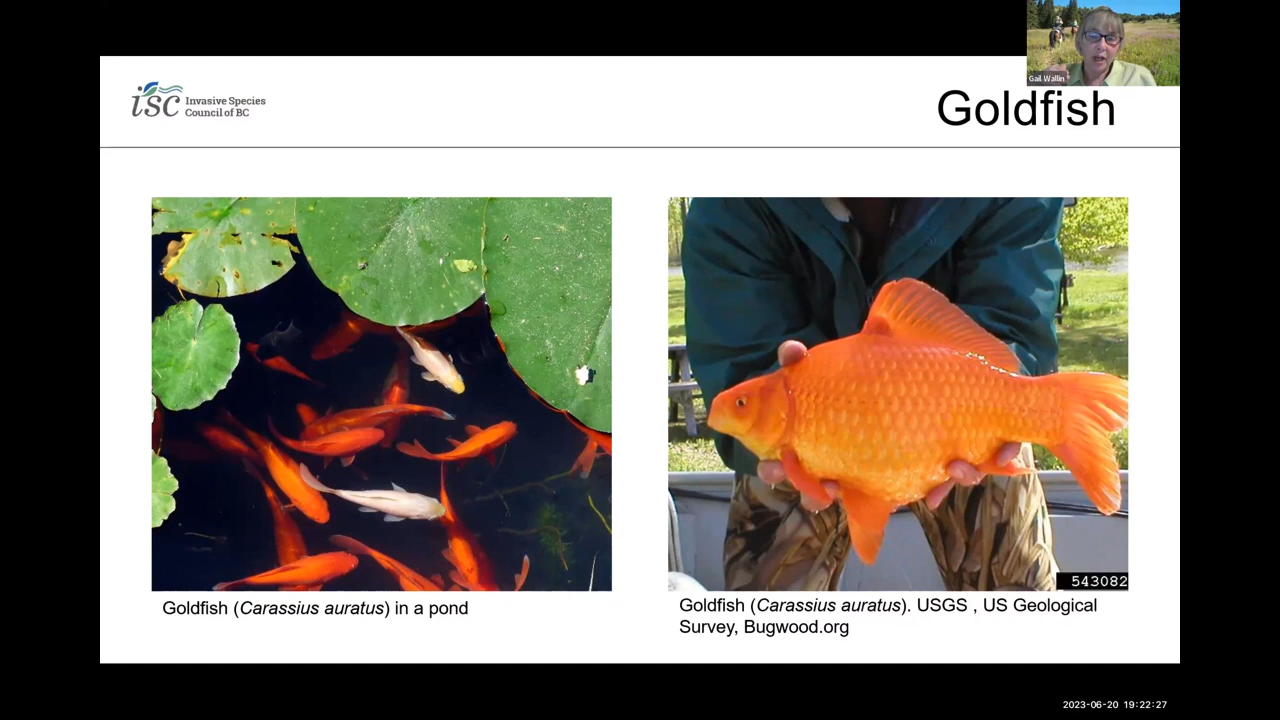 Gail Wallin
isc Invasive Species
Council of BC
Goldfish
543082
Goldfish (Carassius auratus) in a pond
Goldfish (Carassius auratus). USGS , US Geological
Survey, Bugwood.org
2023-06-20 19:22:27